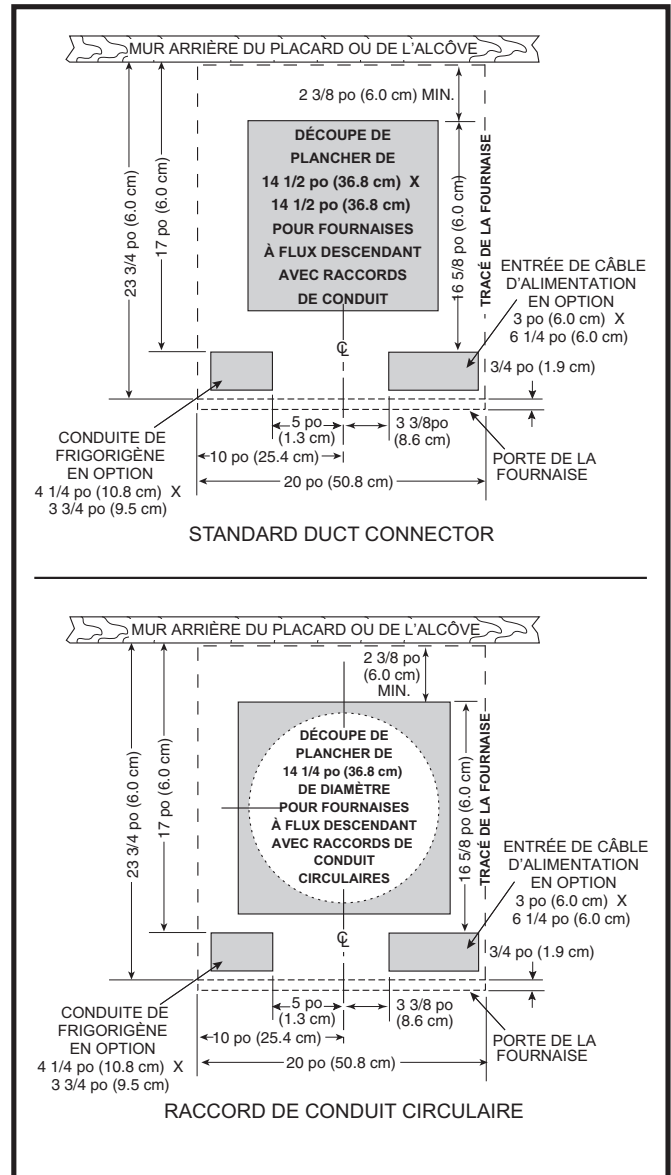 MUR ARRIÈRE DU PLACARD OU DE L'ALCÔVE
2 3/8 po (6.0 cm) MIN.
DÉCOUPE DE
PLANCHER DE
14 1/2 po (36.8 cm) X
14 1/2 po (36.8 cm)
POUR FOURNAISES
À FLUX DESCENDANT
AVEC RACCORDS
DE CONDUIT
23 3/4 po (6.0 cm)
17 po (6.0 cm)
16 5/8 po (6.0 cm)
TRACÉ DE LA FOURNAISE
ENTRÉE DE CÂBLE
D'ALIMENTATION
EN OPTION
3 po (6.0 cm) X
6 1/4 po (6.0 cm)
3/4 po (1.9 cm)
CL
5 po
(1.3 cm)
3 3/8po
(8.6 cm)
CONDUITE DE
FRIGORIGÈNE
EN OPTION
4 1/4 po (10.8 cm) X
3 3/4 po (9.5 cm)
10 po (25.4 cm)
20 po (50.8 cm)
PORTE DE LA
FOURNAISE
STANDARD DUCT CONNECTOR
MUR ARRIÈRE DU PLACARD OU DE L'ALCÔVE
2 3/8 po
(6.0 cm)
MIN.
DÉCOUPE DE
PLANCHER DE
14 1/4 po (36.8 cm)
DE DIAMÈTRE
POUR FOURNAISES
À FLUX DESCENDANT
AVEC RACCORDS DE
CONDUIT
CIRCULAIRES
23 3/4 po (6.0 cm)
17 po (6.0 cm)
16 5/8 po (6.0 cm)
TRACÉ DE LA FOURNAISE
ENTRÉE DE CÂBLE
D'ALIMENTATION
EN OPTION
3 po (6.0 cm) X
6 1/4 po (6.0 cm)
3/4 po (1.9 cm)
CL
5 po
(1.3 cm)
3 3/8 po
(8.6 cm)
CONDUITE DE
FRIGORIGÈNE
EN OPTION
4 1/4 po (10.8 cm) X
3 3/4 po (9.5 cm)
10 po (25.4 cm)
20 po (50.8 cm)
PORTE DE LA
FOURNAISE
RACCORD DE CONDUIT CIRCULAIRE